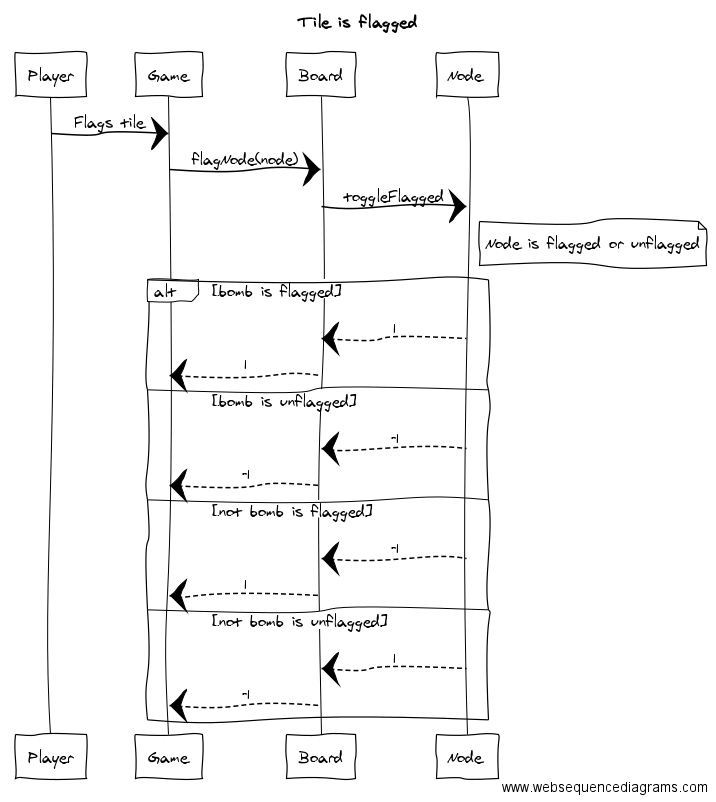 Tile is flagged
Player Game Board Node
Flags tile
flagNode(node)
toggleFlagged
Node is flagged or unflagged
alt [bomb is flagged]
1
1
[bomb is unflagged]
-1
-1
[not bomb is flagged]
-1
1
[not bomb is unflagged]
1
-1
Player Game Board Node
www.websequencediagrams.com